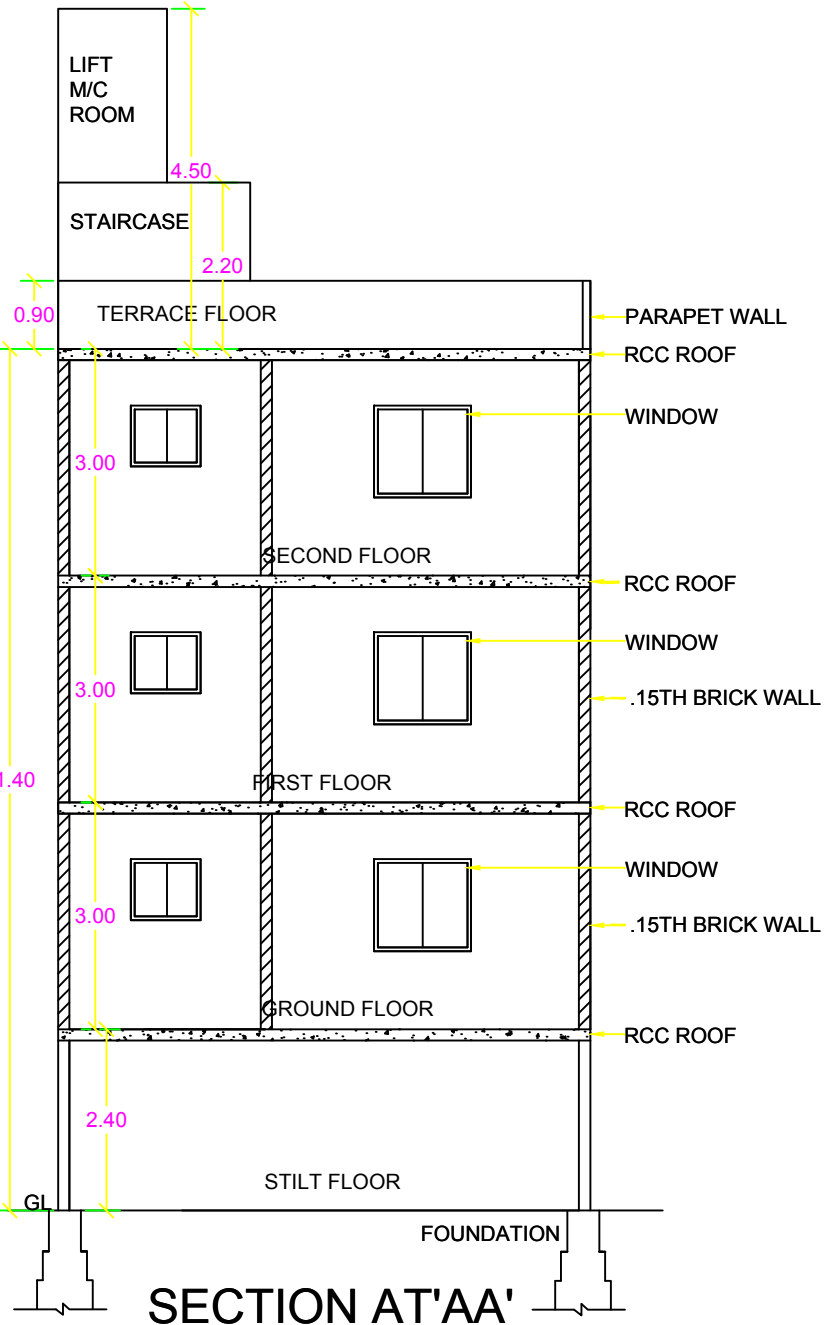 LIFT
M/C
ROOM
4.50
STAIRCASE
2.20
0.90
TERRACE FLOOR
PARAPET WALL
RCC ROOF
WINDOW
3.00
SECOND FLOOR
RCC ROOF
WINDOW
3.00
.15TH BRICK WALL
1.40
FIRST FLOOR
RCC ROOF
WINDOW
3.00
.15TH BRICK WALL
GROUND FLOOR
RCC ROOF
2.40
STILT FLOOR
GL
FOUNDATION
SECTION AT'AA'